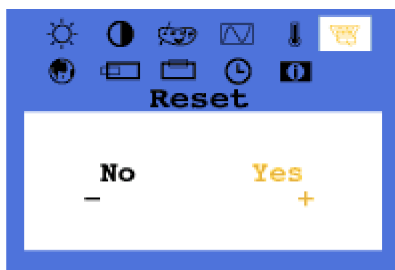 Reset
No Yes
- +